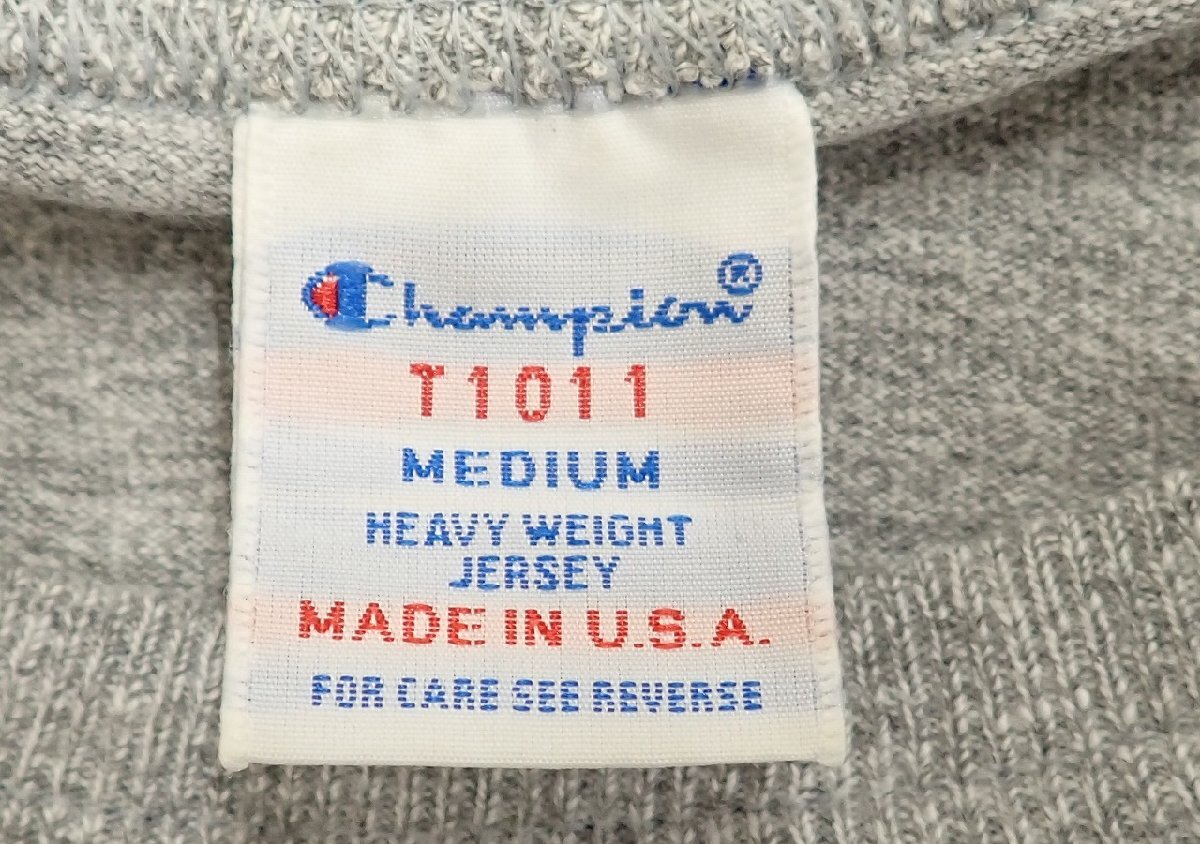 Champion®
T1011
MEDIUM
HEAVY WEIGHT
JERSEY
MADE IN U.S.A.
FOR CARE SEE REVERSE